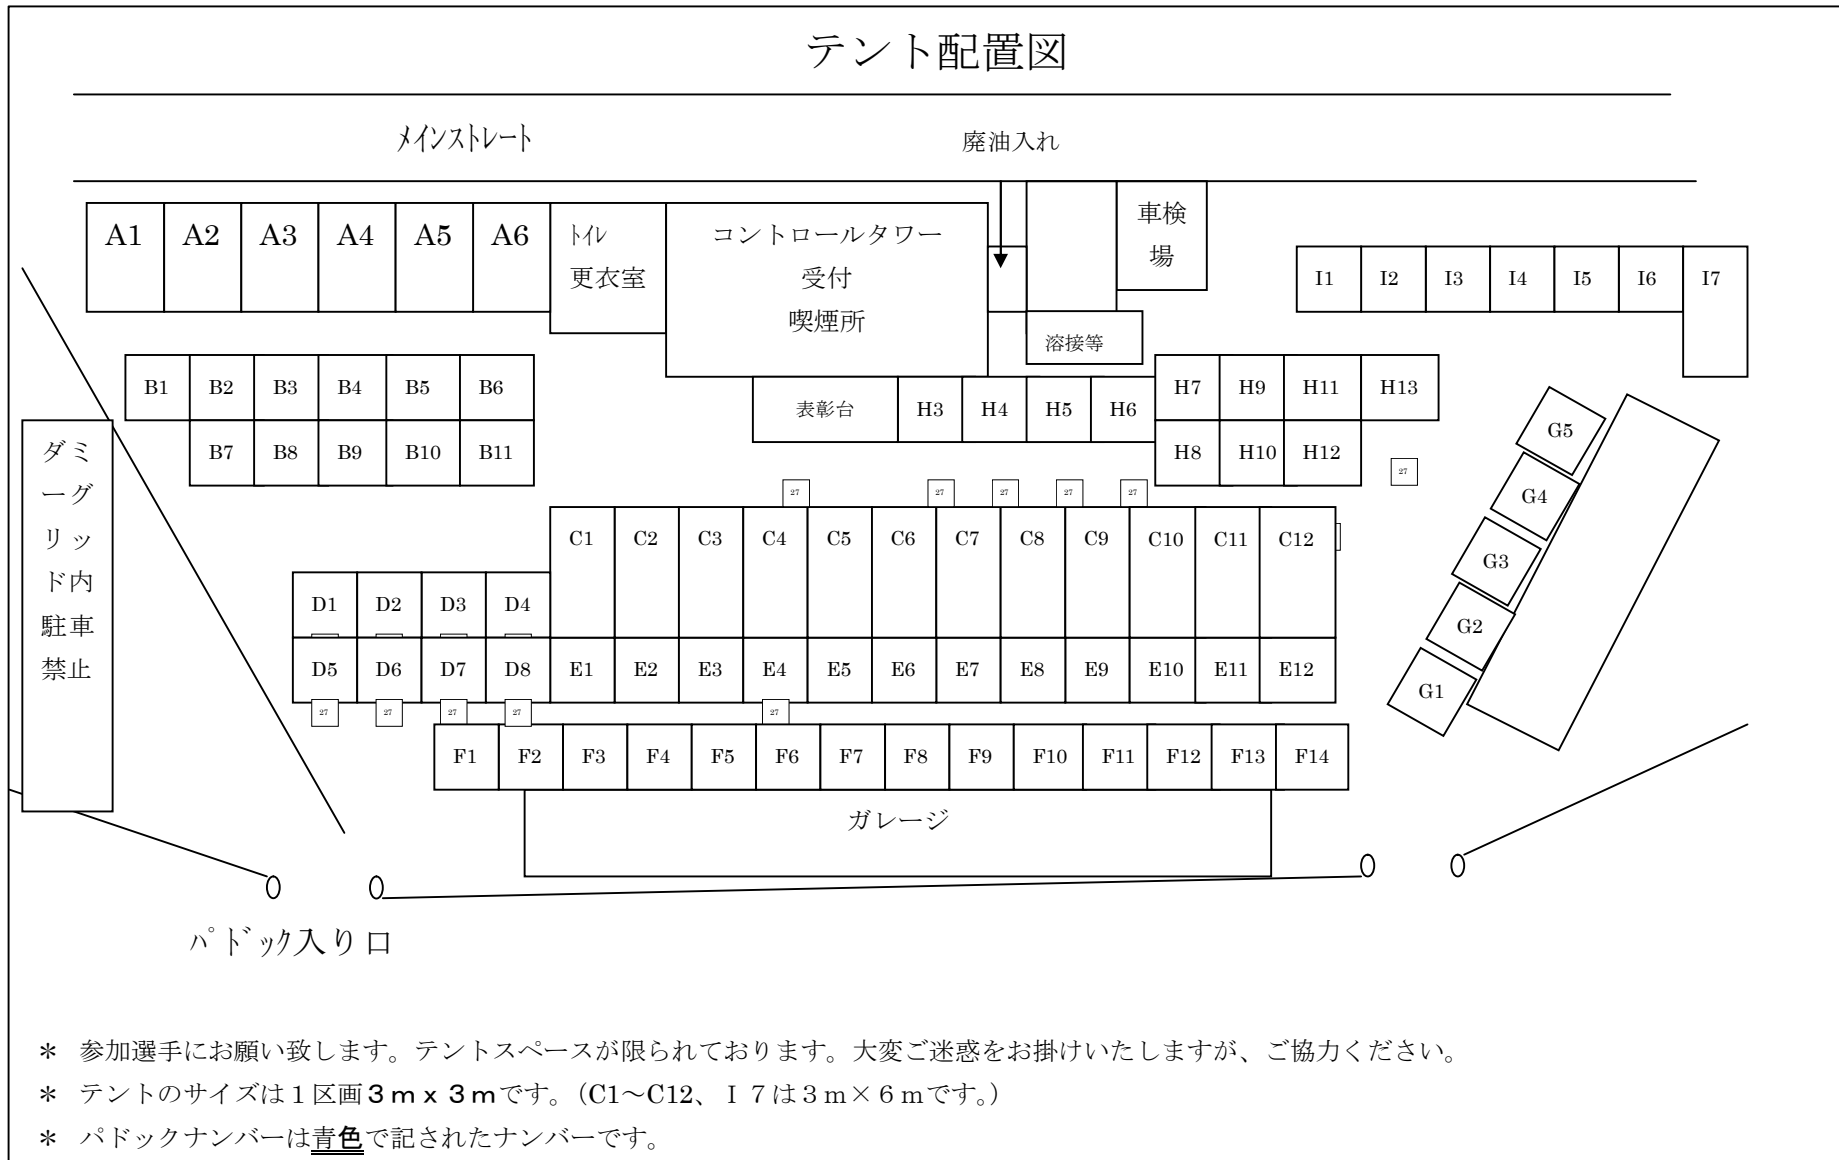 テント配置図
メインストレート
廃油入れ
A1 A2 A3 A4 A5 A6
トイレ
更衣室
コントロールタワー
受付
喫煙所
車検
場
溶接等
I1 I2 I3 I4 I5 I6 I7
B1 B2 B3 B4 B5 B6
B7 B8 B9 B10 B11
表彰台
H3 H4 H5 H6
H7 H9 H11 H13
H8 H10 H12
27
27 27 27 27 27
G5
G4
G3
G2
G1
ダミ
ーグ
リッ
ド内
駐車
禁止
C1 C2 C3 C4 C5 C6 C7 C8 C9 C10 C11 C12
D1 D2 D3 D4
D5 D6 D7 D8 E1 E2 E3 E4 E5 E6 E7 E8 E9 E10 E11 E12
27 27 27 27 27
F1 F2 F3 F4 F5 F6 F7 F8 F9 F10 F11 F12 F13 F14
ガレージ
パドック入り口
＊ 参加選手にお願い致します。テントスペースが限られております。大変ご迷惑をお掛けいたしますが、ご協力ください。
＊ テントのサイズは１区画３ｍｘ３ｍです。（C1～C12、Ｉ７は３ｍ×６ｍです。）
＊ パドックナンバーは青色で記されたナンバーです。